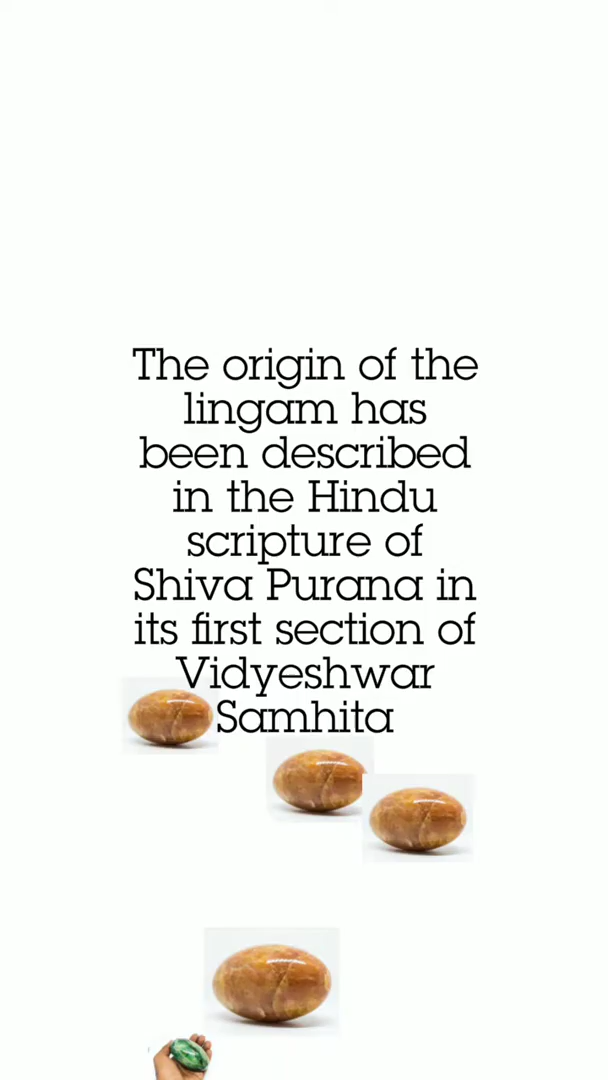 The origin of the
lingam has
been described
in the Hindu
scripture of
Shiva Purana in
its first section of
Vidyeshwar
Samhita